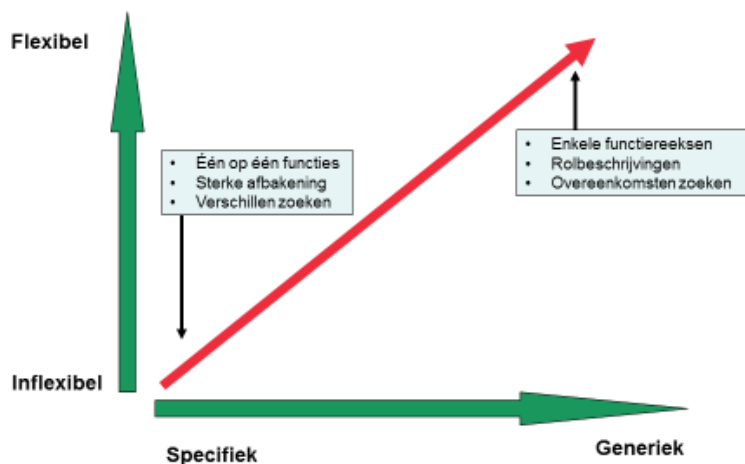 Flexibel
• Één op één functies
• Sterke afbakening
• Verschillen zoeken
• Enkele functiereeksen
• Rolbeschrijvingen
• Overeenkomsten zoeken
Inflexibel
Specifiek
Generiek